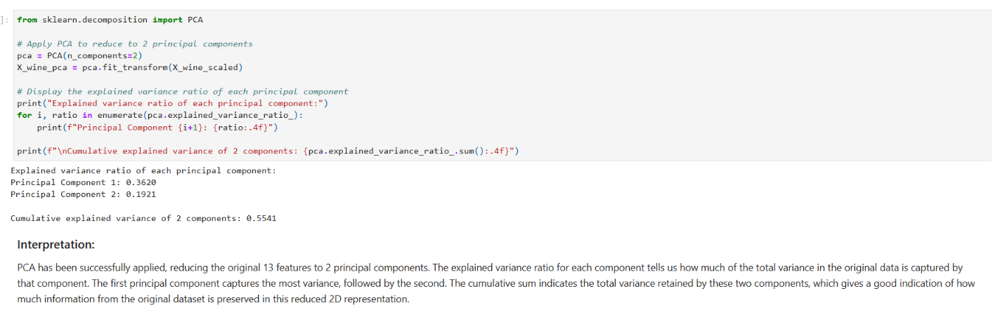 ]: from sklearn.decomposition import PCA
# Apply PCA to reduce to 2 principal components
pca = PCA(n_components=2)
X_wine_pca = pca.fit_transform(X_wine_scaled)
# Display the explained variance ratio of each principal component
print("Explained variance ratio of each principal component:")
for i, ratio in enumerate(pca.explained_variance_ratio_):
    print(f"Principal Component {i+1}: {ratio:.4f}")
print(f"\nCumulative explained variance of 2 components: {pca.explained_variance_ratio_.sum():.4f}")
Explained variance ratio of each principal component:
Principal Component 1: 0.3620
Principal Component 2: 0.1921
Cumulative explained variance of 2 components: 0.5541
Interpretation:
PCA has been successfully applied, reducing the original 13 features to 2 principal components. The explained variance ratio for each component tells us how much of the total variance in the original data is captured by
that component. The first principal component captures the most variance, followed by the second. The cumulative sum indicates the total variance retained by these two components, which gives a good indication of how
much information from the original dataset is preserved in this reduced 2D representation.